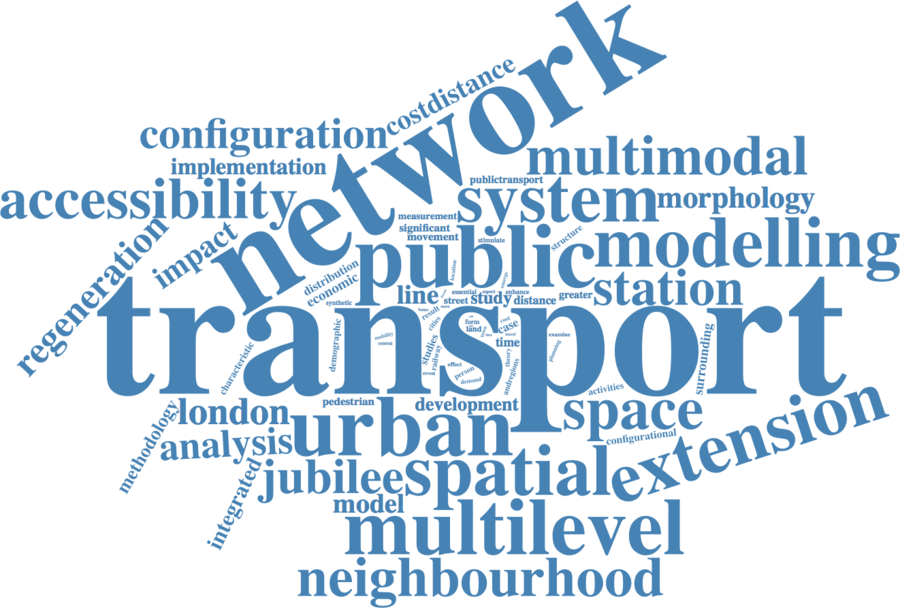 network
costdistance
configuration
multimodal
implementation
publictransport
accessibility
system
morphology
measurement
significant
movement
stimulate
structure
regeneration
impact
public
modelling
distribution
economic
location
synthetic
line
essential
enhance
street
study
distance
greater
station
transport
result
cities
form
land
case
time
demographic
studies
railway
theory
examine
planning
surrounding
characteristic
effect
person
demand
andregions
activities
methodology
london
pedestrian
development
space
extension
analysis
urban
configurational
integrated
jubilee
spatial
model
multilevel
neighbourhood